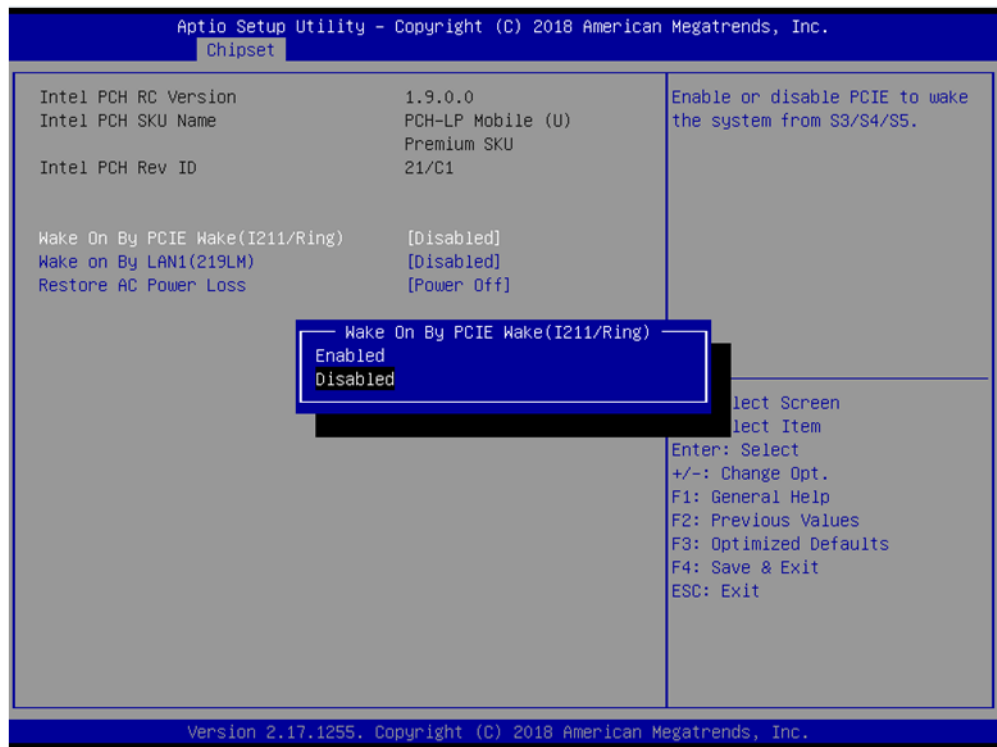 Aptio Setup Utility – Copyright (C) 2018 American Megatrends, Inc.
Chipset
Intel PCH RC Version 1.9.0.0
Intel PCH SKU Name PCH-LP Mobile (U)
Premium SKU
Intel PCH Rev ID 21/C1
Wake On By PCIE Wake(I211/Ring) [Disabled]
Wake on By LAN1(219LM) [Disabled]
Restore AC Power Loss [Power Off]
Wake On By PCIE Wake(I211/Ring)
Enabled
Disabled
Enable or disable PCIE to wake
the system from S3/S4/S5.
lect Screen
lect Item
Enter: Select
+/-: Change Opt.
F1: General Help
F2: Previous Values
F3: Optimized Defaults
F4: Save & Exit
ESC: Exit
Version 2.17.1255. Copyright (C) 2018 American Megatrends, Inc.